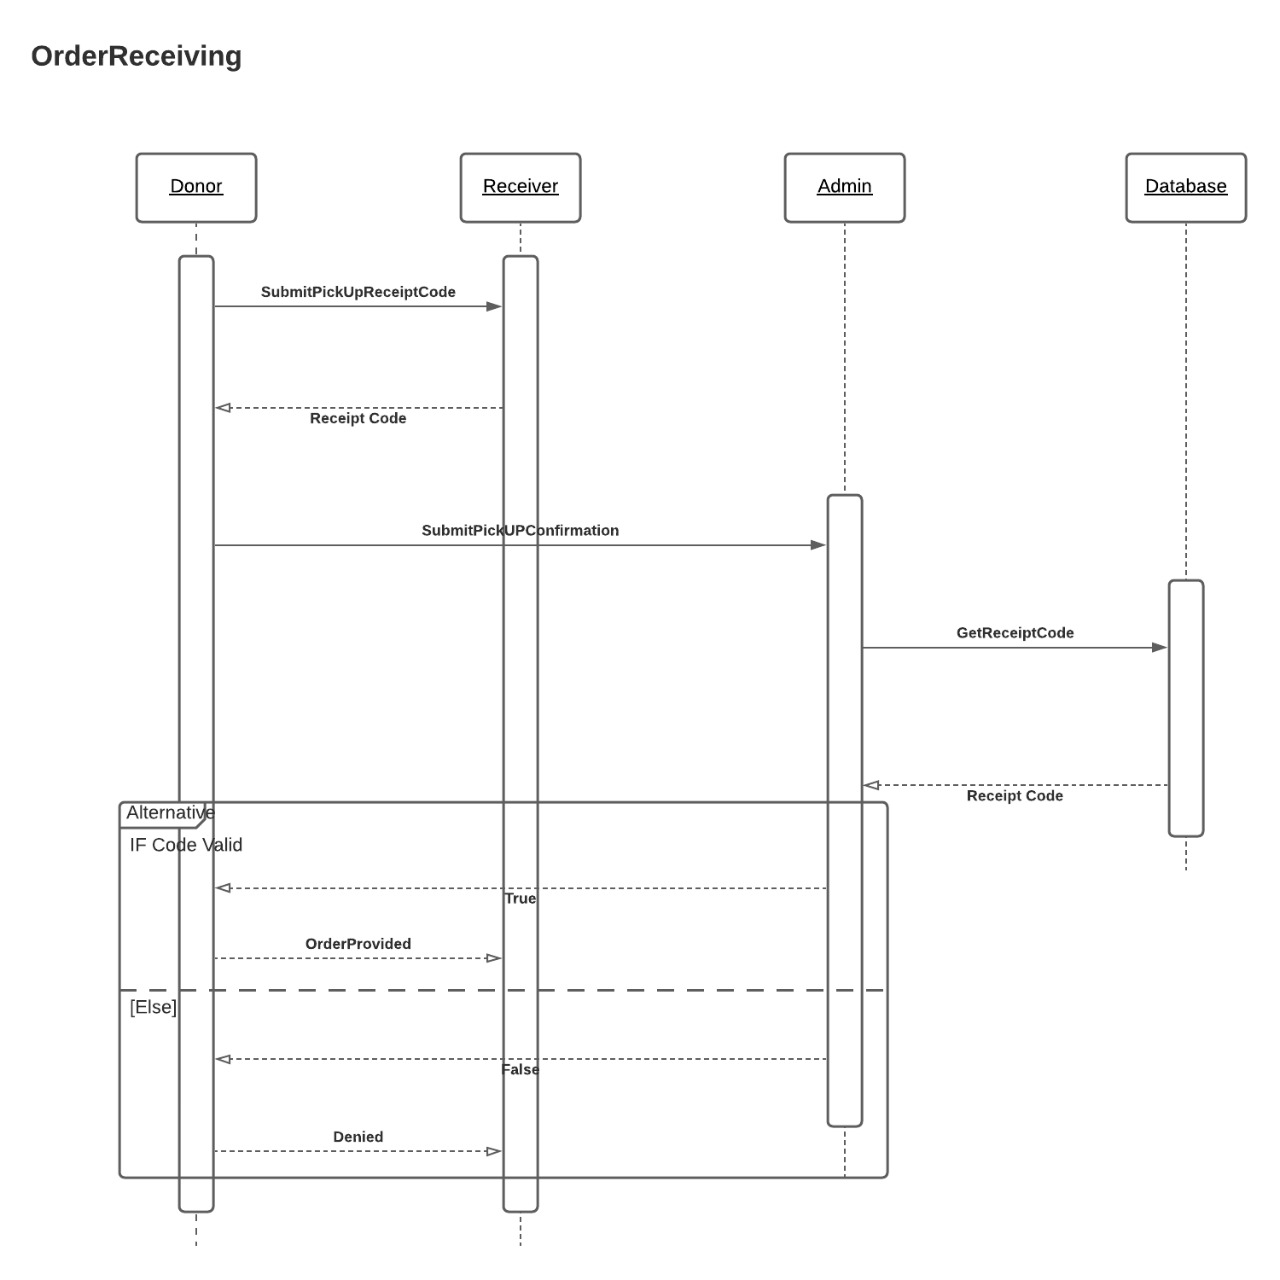 OrderReceiving
Donor
Receiver
Admin
Database
SubmitPickUpReceiptCode
Receipt Code
SubmitPickUPConfirmation
GetReceiptCode
Receipt Code
Alternative
IF Code Valid
True
OrderProvided
[Else]
False
Denied